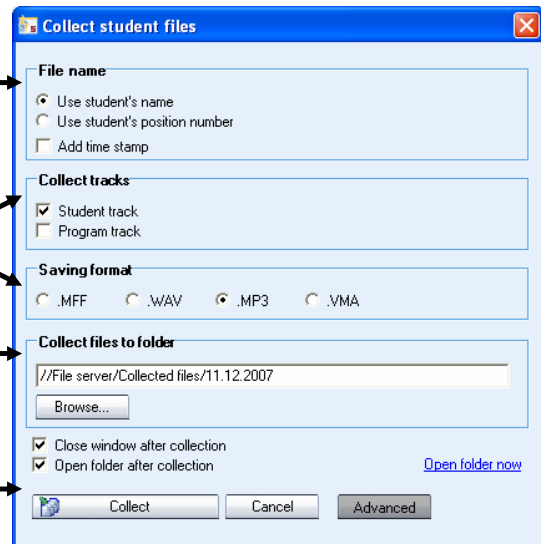 Collect student files
File name
Use student's name
Use student's position number
Add time stamp
Collect tracks
Student track
Program track
Saving format
.MFF .WAV .MP3 .VMA
Collect files to folder
//File server/Collected files/11.12.2007
Browse...
Close window after collection
Open folder after collection Open folder now
Collect Cancel Advanced